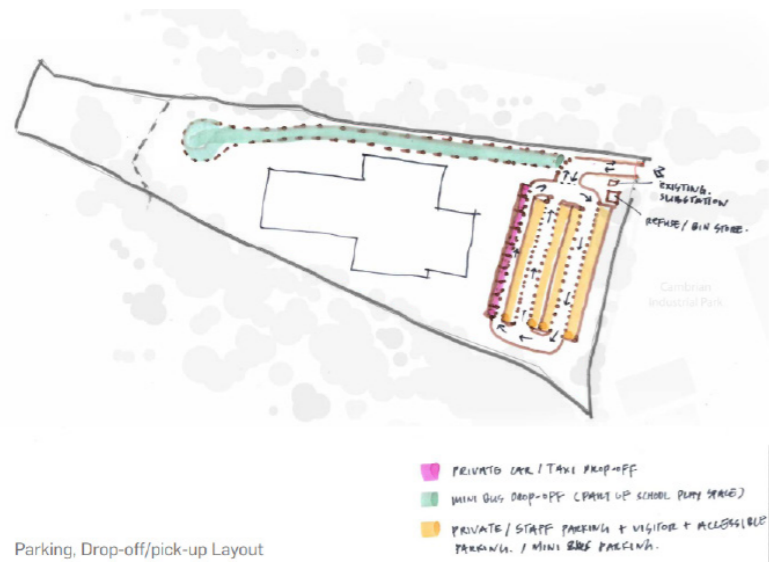 EXISTING.
SUBSTATION
REFUSE/BIN STORE.
Cambrian
Industrial Park
PRIVATE CAR / TAXI DROP-OFF
MINI BUS DROP-OFF (PART OF SCHOOL PLAY SPACE)
PRIVATE/ STAFF PARKING + VISITOR + ACCESSIBLE
PARKING. / MINI BUS PARKING.
Parking, Drop-off/pick-up Layout